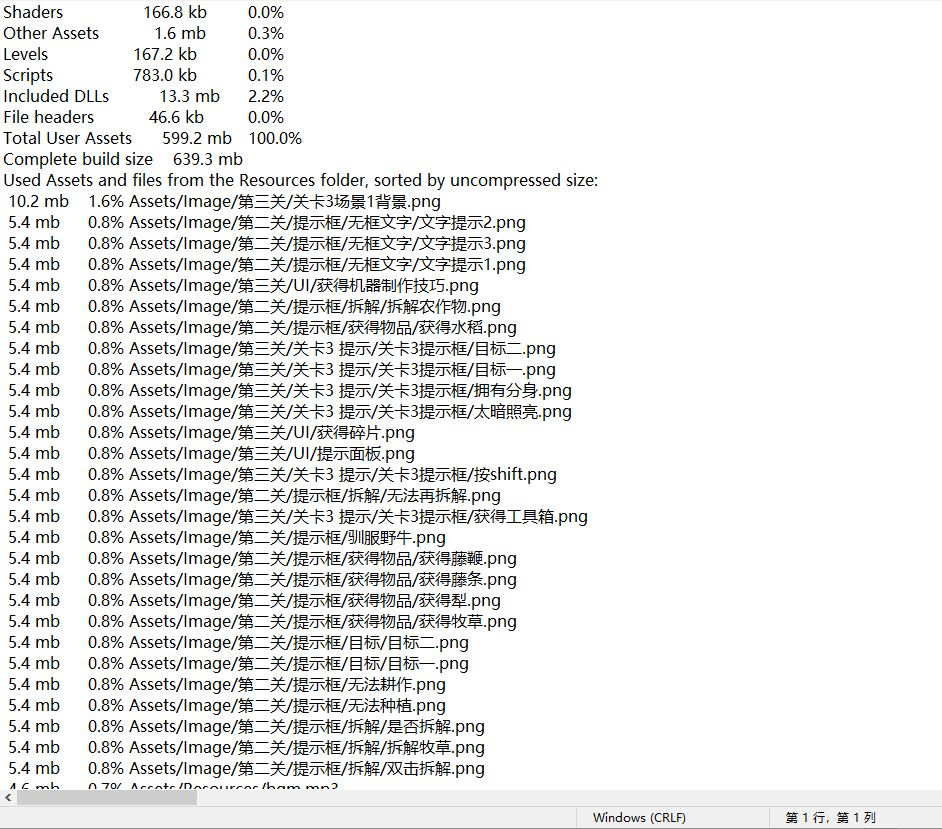 Shaders 166.8 kb 0.0%
Other Assets 1.6 mb 0.3%
Levels 167.2 kb 0.0%
Scripts 783.0 kb 0.1%
Included DLLs 13.3 mb 2.2%
File headers 46.6 kb 0.0%
Total User Assets 599.2 mb 100.0%
Complete build size 639.3 mb
Used Assets and files from the Resources folder, sorted by uncompressed size:
10.2 mb 1.6% Assets/Image/第三关/关卡3场景1背景.png
5.4 mb 0.8% Assets/Image/第二关/提示框/无框文字/文字提示2.png
5.4 mb 0.8% Assets/Image/第二关/提示框/无框文字/文字提示3.png
5.4 mb 0.8% Assets/Image/第二关/提示框/无框文字/文字提示1.png
5.4 mb 0.8% Assets/Image/第三关/UI/获得机器制作技巧.png
5.4 mb 0.8% Assets/Image/第二关/提示框/拆解/拆解农作物.png
5.4 mb 0.8% Assets/Image/第二关/提示框/获得物品/获得水稻.png
5.4 mb 0.8% Assets/Image/第三关/关卡3 提示/关卡3提示框/目标二.png
5.4 mb 0.8% Assets/Image/第三关/关卡3 提示/关卡3提示框/目标一.png
5.4 mb 0.8% Assets/Image/第三关/关卡3 提示/关卡3提示框/拥有分身.png
5.4 mb 0.8% Assets/Image/第三关/关卡3 提示/关卡3提示框/太暗照亮.png
5.4 mb 0.8% Assets/Image/第三关/UI/获得碎片.png
5.4 mb 0.8% Assets/Image/第三关/UI/提示面板.png
5.4 mb 0.8% Assets/Image/第三关/关卡3 提示/关卡3提示框/按shift.png
5.4 mb 0.8% Assets/Image/第二关/提示框/拆解/无法再拆解.png
5.4 mb 0.8% Assets/Image/第三关/关卡3 提示/关卡3提示框/获得工具箱.png
5.4 mb 0.8% Assets/Image/第二关/提示框/驯服野牛.png
5.4 mb 0.8% Assets/Image/第二关/提示框/获得物品/获得藤鞭.png
5.4 mb 0.8% Assets/Image/第二关/提示框/获得物品/获得藤条.png
5.4 mb 0.8% Assets/Image/第二关/提示框/获得物品/获得犁.png
5.4 mb 0.8% Assets/Image/第二关/提示框/获得物品/获得牧草.png
5.4 mb 0.8% Assets/Image/第二关/提示框/目标/目标二.png
5.4 mb 0.8% Assets/Image/第二关/提示框/目标/目标一.png
5.4 mb 0.8% Assets/Image/第二关/提示框/无法耕作.png
5.4 mb 0.8% Assets/Image/第二关/提示框/无法种植.png
5.4 mb 0.8% Assets/Image/第二关/提示框/拆解/是否拆解.png
5.4 mb 0.8% Assets/Image/第二关/提示框/拆解/拆解牧草.png
5.4 mb 0.8% Assets/Image/第二关/提示框/拆解/双击拆解.png
4.6 mb 0.7% Assets/Resources/bgm.mp3
Windows (CRLF) 第 1 行，第 1 列